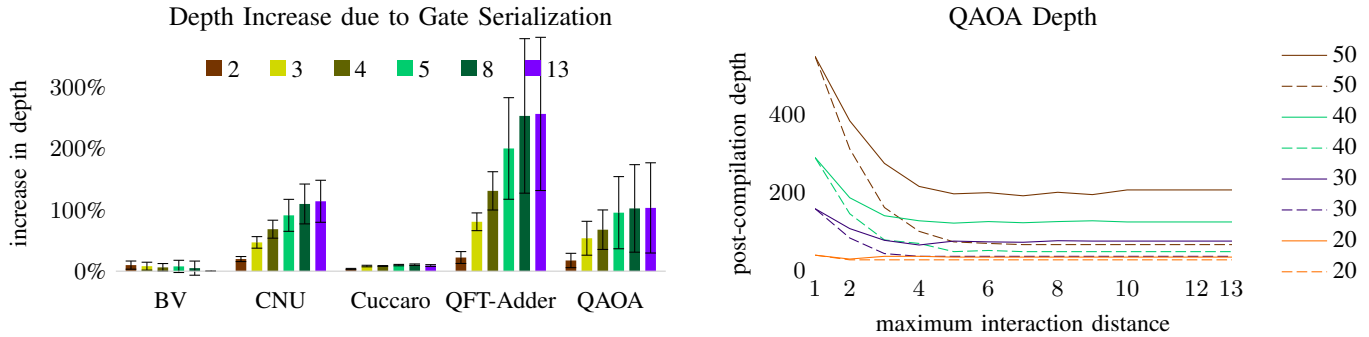 Depth Increase due to Gate Serialization
2 3 4 5 8 13
increase in depth
300%
200%
100%
0%
BV CNU Cuccaro QFT-Adder QAOA
QAOA Depth
post-compilation depth
400
200
0
1 2 4 6 8 10 12 13
maximum interaction distance
50
50
40
40
30
30
20
20